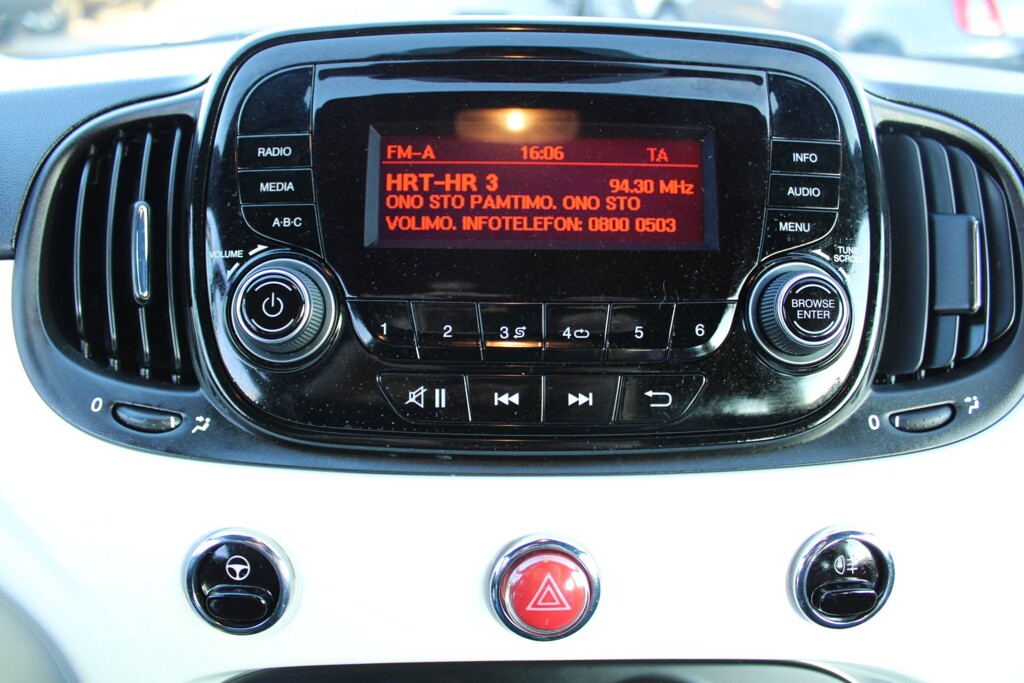 FM-A 16:06 TA
HRT-HR 3 94.30 MHz
ONO STO PAMTIMO. ONO STO
VOLIMO. INFOTELEFON: 0800 0503
RADIO
MEDIA
A·B·C
VOLUME
INFO
AUDIO
MENU
TUNE
SCROLL
BROWSE
ENTER
1 2 3 4 5 6
0
0